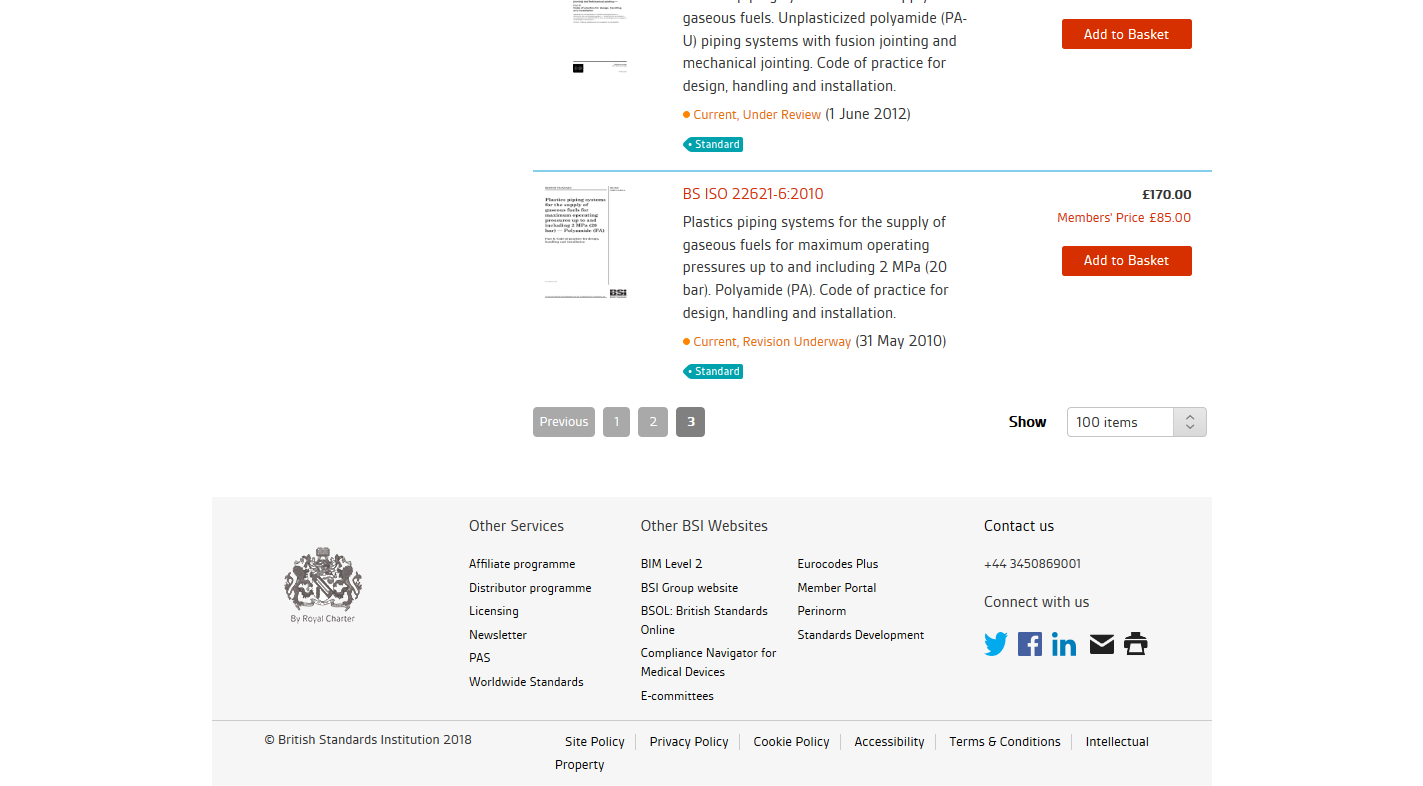 gaseous fuels. Unplasticized polyamide (PA-
U) piping systems with fusion jointing and
mechanical jointing. Code of practice for
design, handling and installation.
Add to Basket
Current, Under Review (1 June 2012)
Standard
BS ISO 22621-6:2010
£170.00
Members' Price £85.00
Plastics piping systems for the supply of
gaseous fuels for maximum operating
pressures up to and including 2 MPa (20
bar). Polyamide (PA). Code of practice for
design, handling and installation.
Add to Basket
Current, Revision Underway (31 May 2010)
Standard
Plastics piping systems
for the supply of
gaseous fuels for
maximum operating
pressures up to and
including 2 MPa (20
bar) — Polyamide (PA)
BSi
Previous 1 2 3
Show 100 items
By Royal Charter
Other Services
Affiliate programme
Distributor programme
Licensing
Newsletter
PAS
Worldwide Standards
Other BSI Websites
BIM Level 2
BSI Group website
BSOL: British Standards
Online
Compliance Navigator for
Medical Devices
E-committees
Eurocodes Plus
Member Portal
Perinorm
Standards Development
Contact us
+44 3450869001
Connect with us
© British Standards Institution 2018
Site Policy Privacy Policy Cookie Policy Accessibility Terms & Conditions Intellectual
Property